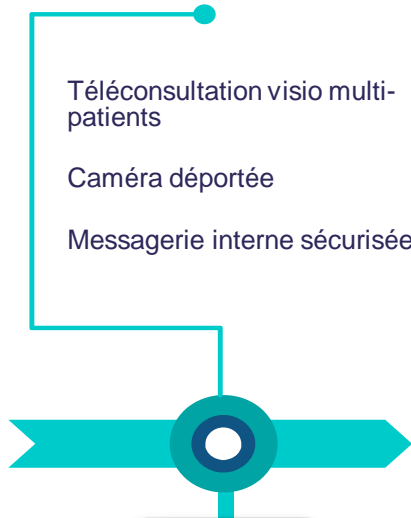 Téléconsultation visio multi-
patients
Caméra déportée
Messagerie interne sécurisée